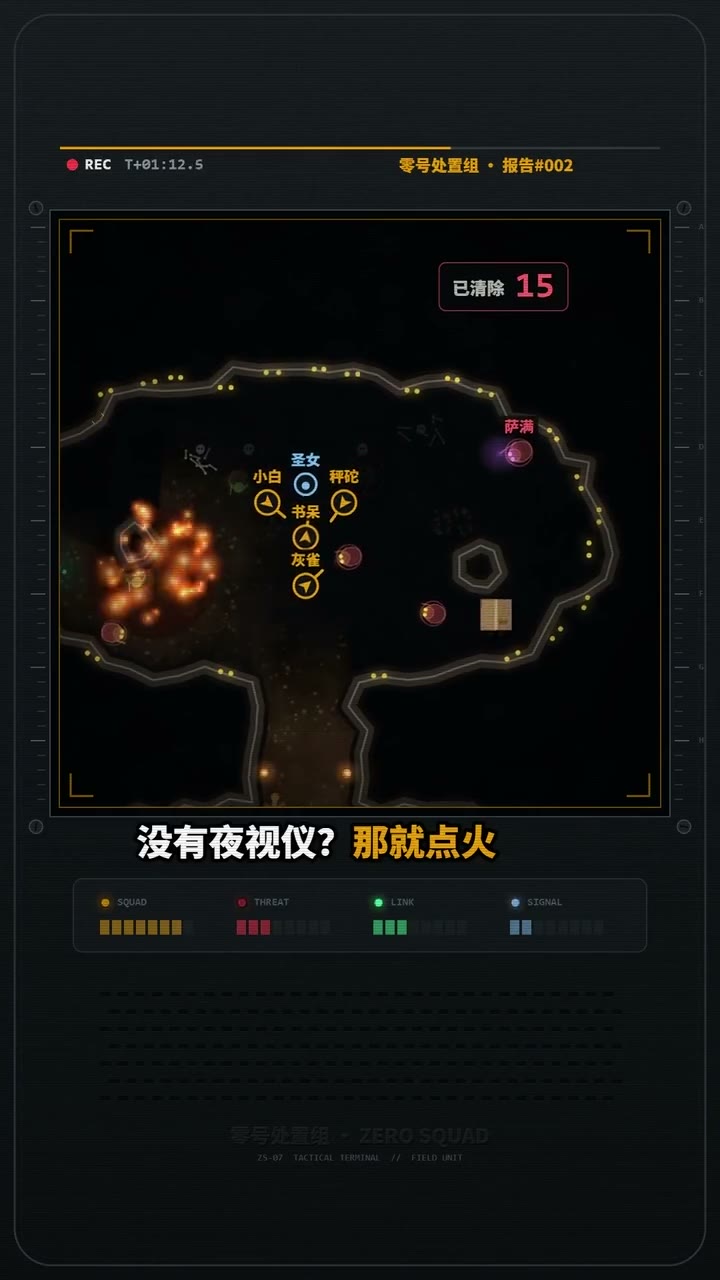 REC T+01:12.S
零号处置组 • 报告#002
已清除 15
萨满
圣女
小白
秤砣
书呆
灰雀
没有夜视仪？那就点火
SQUAD
THREAT
LINK
SIGNAL
零号处置组 · ZERO SQUAD
ZS-07 TACTICAL TERMINAL // FIELD UNIT
A
B
C
D
E
F
G
H